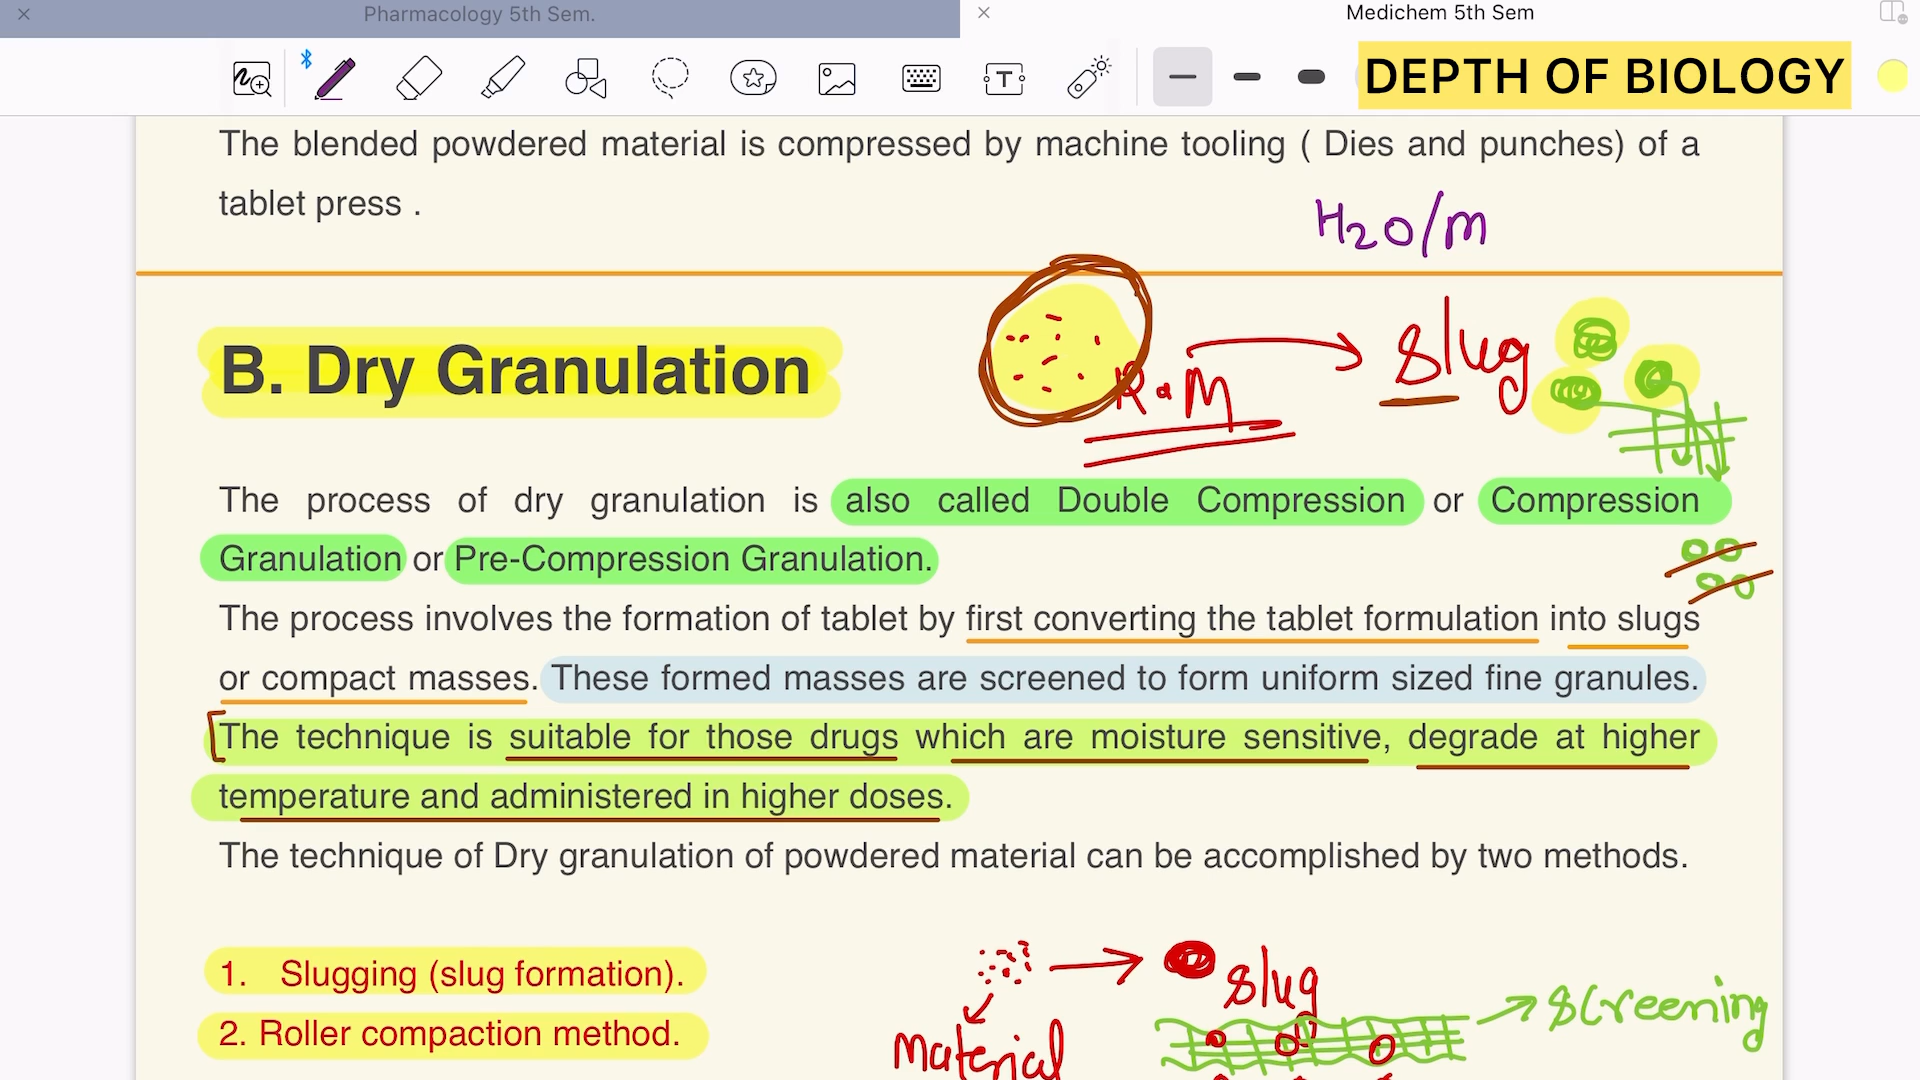 Pharmacology 5th Sem.
Medichem 5th Sem
DEPTH OF BIOLOGY
The blended powdered material is compressed by machine tooling ( Dies and punches) of a
tablet press .
H2O/M
B. Dry Granulation
R.M
Slug
The process of dry granulation is also called Double Compression or Compression
Granulation or Pre-Compression Granulation.
The process involves the formation of tablet by first converting the tablet formulation into slugs
or compact masses. These formed masses are screened to form uniform sized fine granules.
The technique is suitable for those drugs which are moisture sensitive, degrade at higher
temperature and administered in higher doses.
The technique of Dry granulation of powdered material can be accomplished by two methods.
1. Slugging (slug formation).
Slug
Screening
2. Roller compaction method.
Material